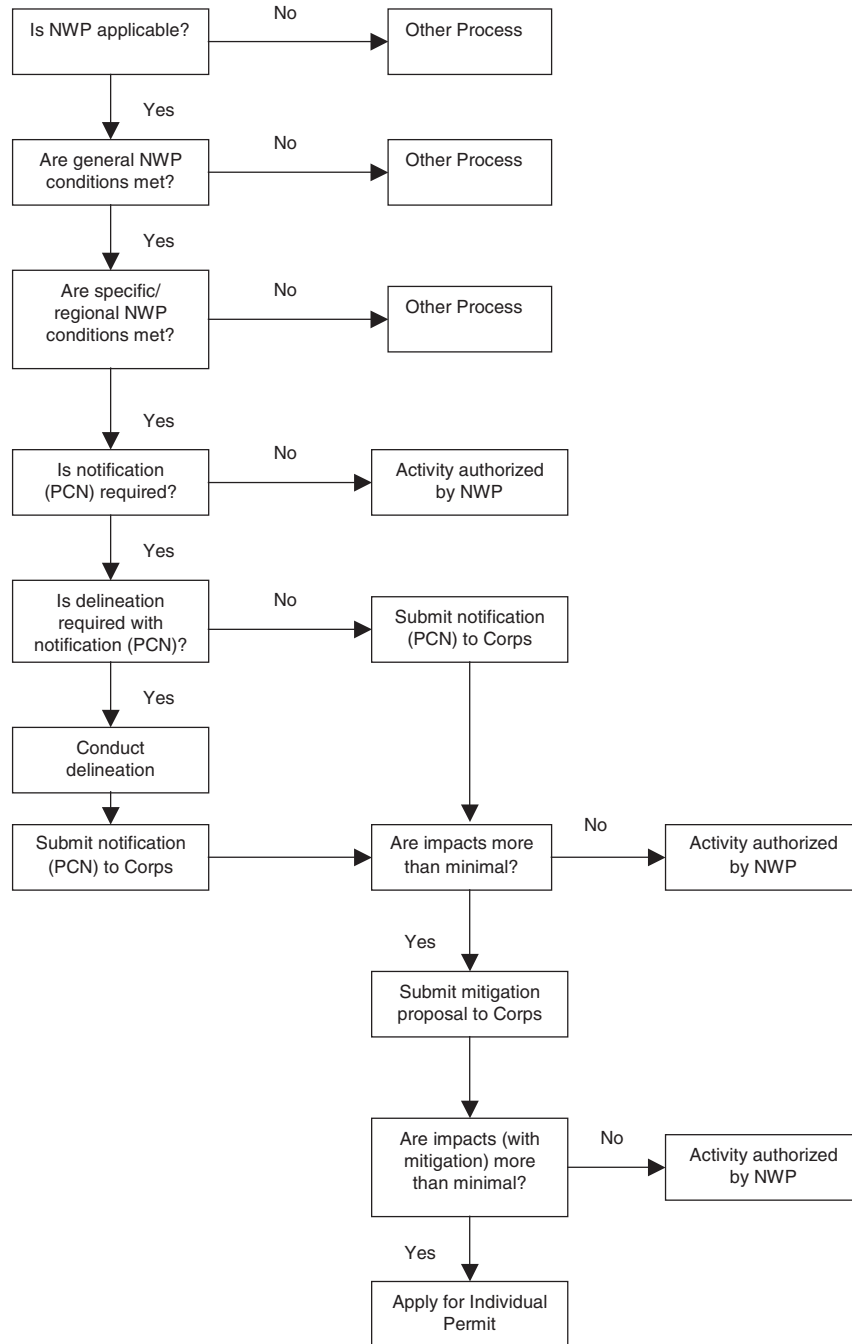 No
Is NWP applicable?
Other Process
Yes
No
Are general NWP
conditions met?
Other Process
Yes
Are specific/
regional NWP
conditions met?
No
Other Process
Yes
Is notification
(PCN) required?
No
Activity authorized
by NWP
Yes
Is delineation
required with
notification (PCN)?
No
Submit notification
(PCN) to Corps
Yes
Conduct
delineation
Submit notification
(PCN) to Corps
Are impacts more
than minimal?
No
Activity authorized
by NWP
Yes
Submit mitigation
proposal to Corps
Are impacts (with
mitigation) more
than minimal?
No
Activity authorized
by NWP
Yes
Apply for Individual
Permit